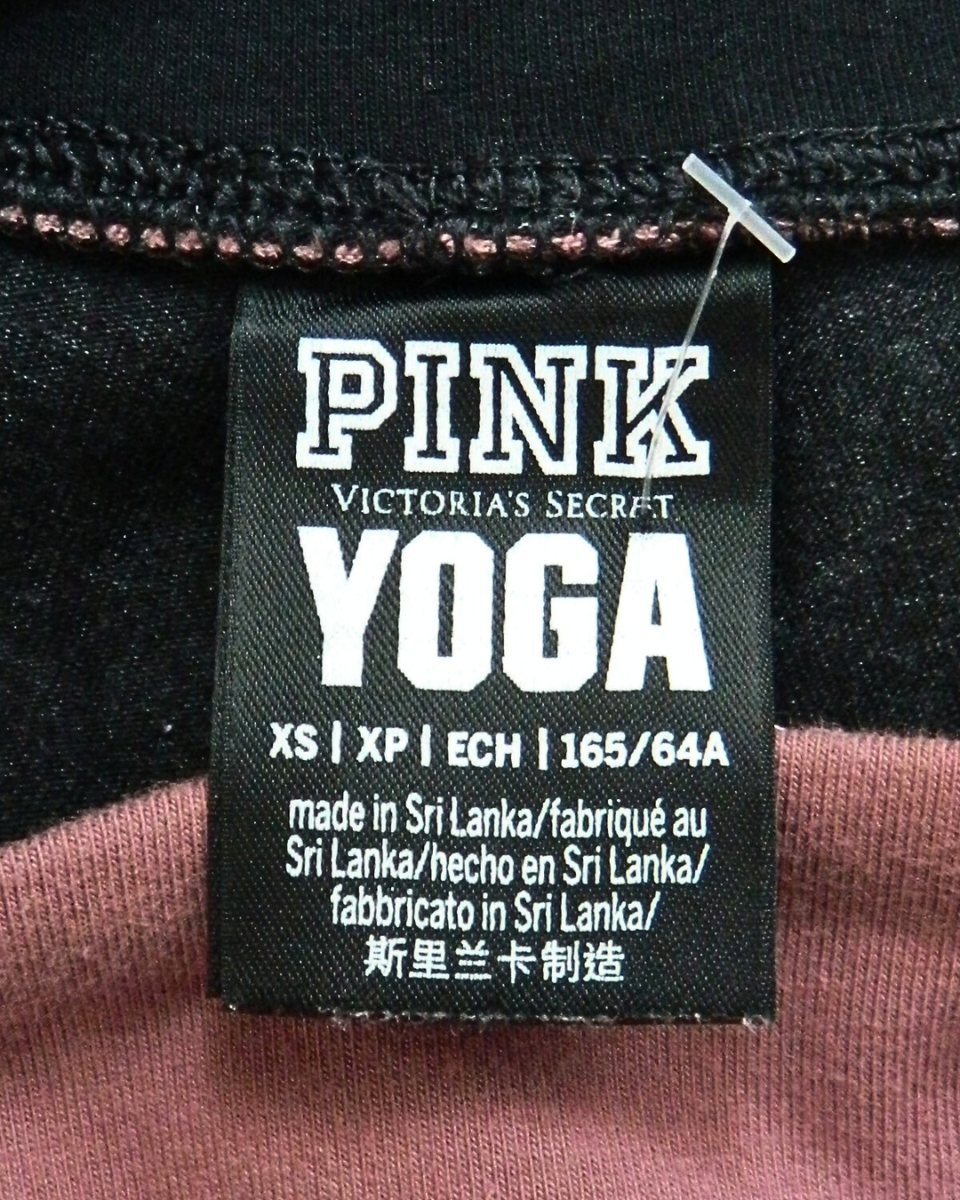 PINK
VICTORIA'S SECRET
YOGA
XS | XP | ECH | 165/64A
made in Sri Lanka/fabriqué au
Sri Lanka/hecho en Sri Lanka/
fabbricato in Sri Lanka/
斯里兰卡制造